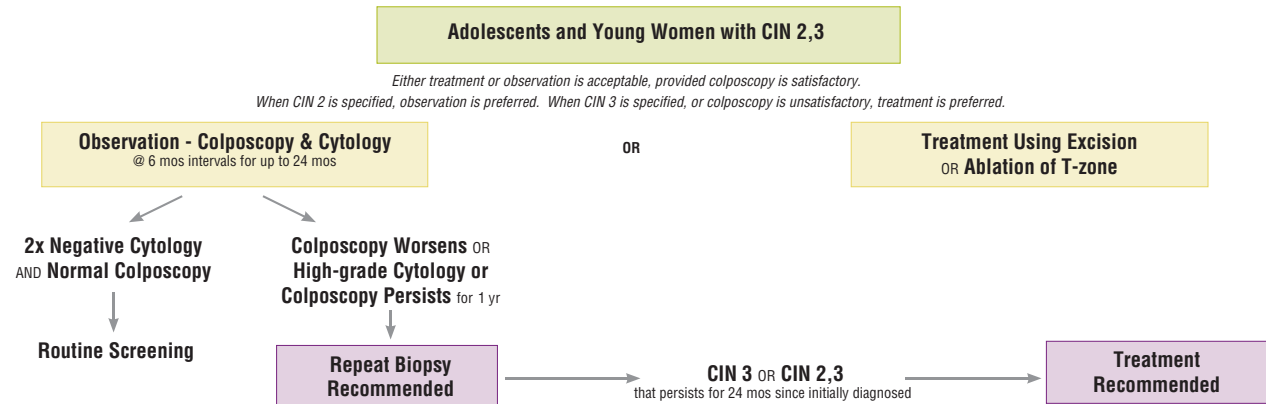 Adolescents and Young Women with CIN 2,3
Either treatment or observation is acceptable, provided colposcopy is satisfactory.
When CIN 2 is specified, observation is preferred. When CIN 3 is specified, or colposcopy is unsatisfactory, treatment is preferred.
Observation - Colposcopy & Cytology
@ 6 mos intervals for up to 24 mos
OR
Treatment Using Excision
OR Ablation of T-zone
2x Negative Cytology
AND Normal Colposcopy
Routine Screening
Colposcopy Worsens OR
High-grade Cytology or
Colposcopy Persists for 1 yr
Repeat Biopsy
Recommended
CIN 3 OR CIN 2,3
that persists for 24 mos since initially diagnosed
Treatment
Recommended